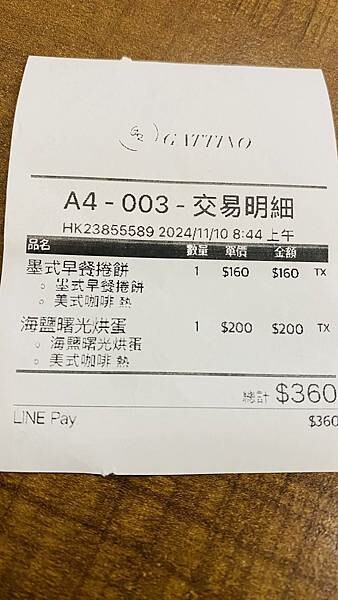 GATTINO
A4 - 003 - 交易明細
HK23855589 2024/11/10 8:44 上午
品名 數量 單價 金額
墨式早餐捲餅 1 $160 $160 TX
○ 墨式早餐捲餅
○ 美式咖啡 熱
海鹽曙光烘蛋 1 $200 $200 TX
○ 海鹽曙光烘蛋
○ 美式咖啡 熱
總計 $360
LINE Pay $360